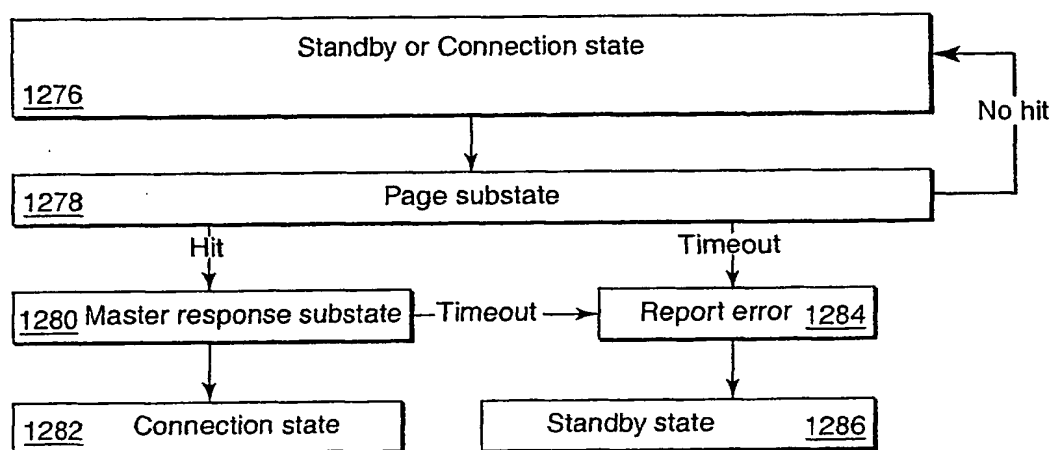 Standby or Connection state
1276
No hit
Page substate
1278
Hit
Timeout
1280 Master response substate
Timeout
Report error 1284
1282 Connection state
Standby state 1286